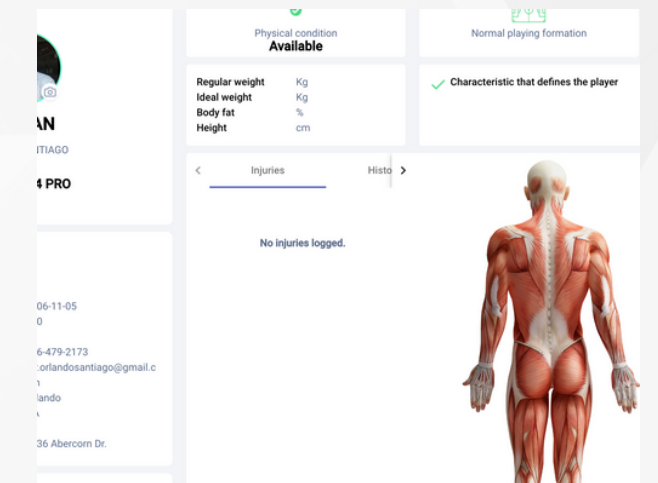 Physical condition
Available
Normal playing formation
AN
NTIAGO
4 PRO
Regular weight Kg
Ideal weight Kg
Body fat %
Height cm
Characteristic that defines the player
Injuries
Histo
No injuries logged.
06-11-05
0
6-479-2173
.orlandosantiago@gmail.c
lando
36 Abercorn Dr.